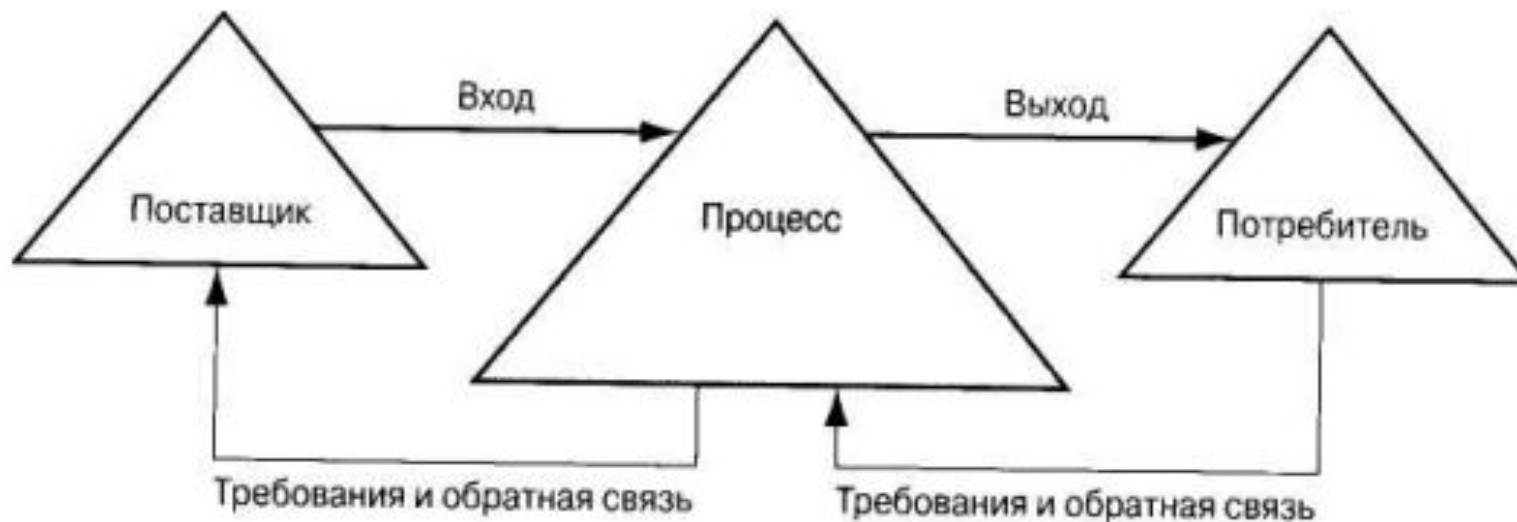 Вход
Выход
Поставщик
Процесс
Потребитель
Требования и обратная связь
Требования и обратная связь